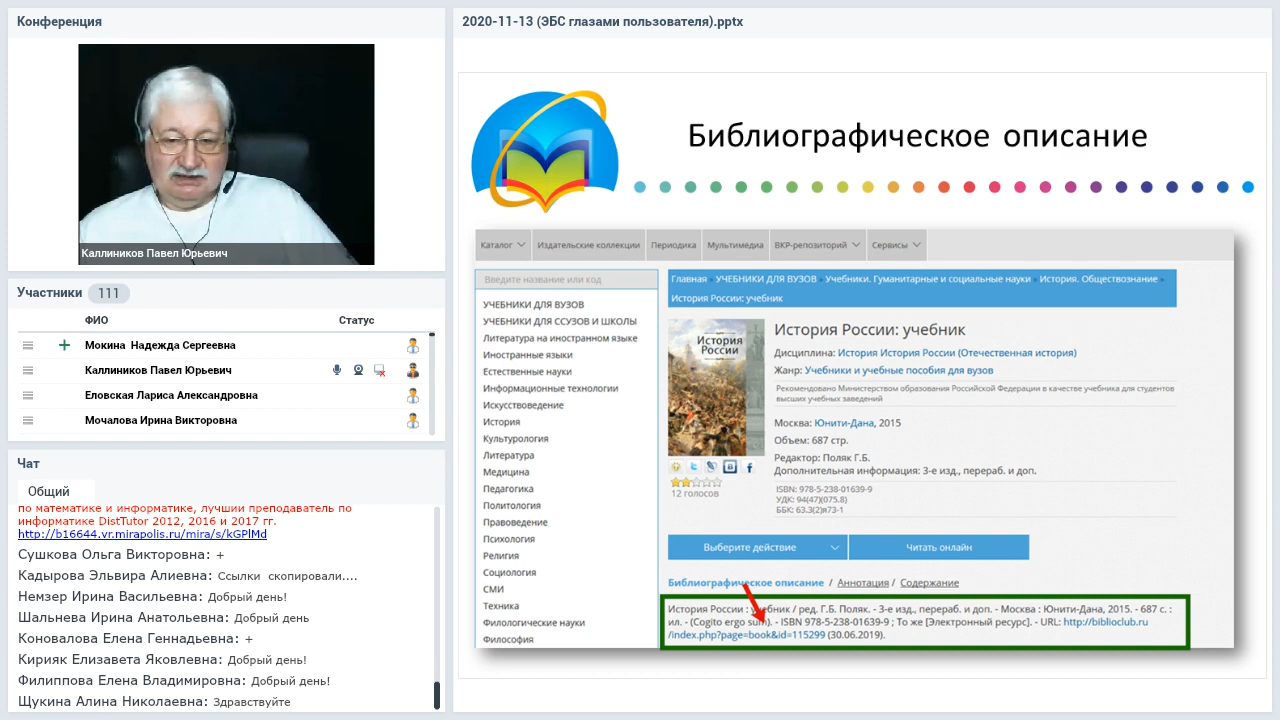 Конференция
Каллиников Павел Юрьевич
Участники 111
ФИО Статус
Мокина Надежда Сергеевна
Каллиников Павел Юрьевич
Еловская Лариса Александровна
Мочалова Ирина Викторовна
Чат
Общий
по математике и информатике, лучший преподаватель по
информатике DistTutor 2012, 2016 и 2017 гг.
http://b16644.vr.mirapolis.ru/mira/s/kGPlMd
Сушкова Ольга Викторовна: +
Кадырова Эльвира Алиевна: Ссылки скопировали....
Немчер Ирина Васильевна: Добрый день!
Шальнева Ирина Анатольевна: Добрый день
Коновалова Елена Геннадьевна: +
Кирияк Елизавета Яковлевна: Добрый день!
Филиппова Елена Владимировна: Добрый день!
Щукина Алина Николаевна: Здравствуйте
2020-11-13 (ЭБС глазами пользователя).pptx
Библиографическое описание
Каталог Издательские коллекции Периодика Мультимедиа ВКР-репозиторий Сервисы
Введите название или код
УЧЕБНИКИ ДЛЯ ВУЗОВ
УЧЕБНИКИ ДЛЯ ССУЗОВ И ШКОЛЫ
Литература на иностранном языке
Иностранные языки
Естественные науки
Информационные технологии
Искусствоведение
История
Культурология
Литература
Медицина
Педагогика
Политология
Правоведение
Психология
Религия
Социология
СМИ
Техника
Филологические науки
Философия
Главная » УЧЕБНИКИ ДЛЯ ВУЗОВ » Учебники. Гуманитарные и социальные науки » История. Обществознание »
История России: учебник
История
России
12 голосов
История России: учебник
Дисциплина: История История России (Отечественная история)
Жанр: Учебники и учебные пособия для вузов
Рекомендовано Министерством образования Российской Федерации в качестве учебника для студентов
высших учебных заведений
Москва: Юнити-Дана, 2015
Объем: 687 стр.
Редактор: Поляк Г.Б.
Дополнительная информация: 3-е изд., перераб. и доп.
ISBN: 978-5-238-01639-9
УДК: 94(47)(075.8)
ББК: 63.3(2)я73-1
Выберите действие Читать онлайн
Библиографическое описание / Аннотация / Содержание
История России : учебник / ред. Г.Б. Поляк. - 3-е изд., перераб. и доп. - Москва : Юнити-Дана, 2015. - 687 с. :
ил. - (Cogito ergo sum). - ISBN 978-5-238-01639-9 ; То же [Электронный ресурс]. - URL: http://biblioclub.ru
/index.php?page=book&id=115299 (30.06.2019).